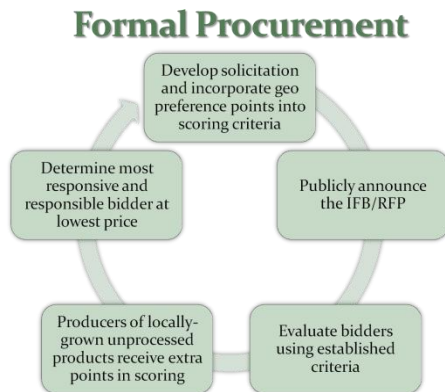 Formal Procurement
Develop solicitation
and incorporate geo
preference points into
scoring criteria
Publicly announce
the IFB/RFP
Evaluate bidders
using established
criteria
Producers of locally-
grown unprocessed
products receive extra
points in scoring
Determine most
responsive and
responsible bidder at
lowest price